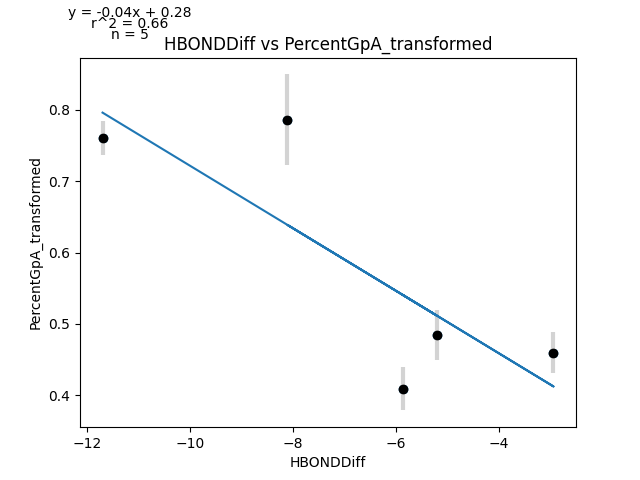 y = -0.04x + 0.28
r^2 = 0.66
n = 5
HBONDDiff vs PercentGpA_transformed
PercentGpA_transformed
0.8
0.7
0.6
0.5
0.4
−12
−10
−8
−6
−4
HBONDDiff